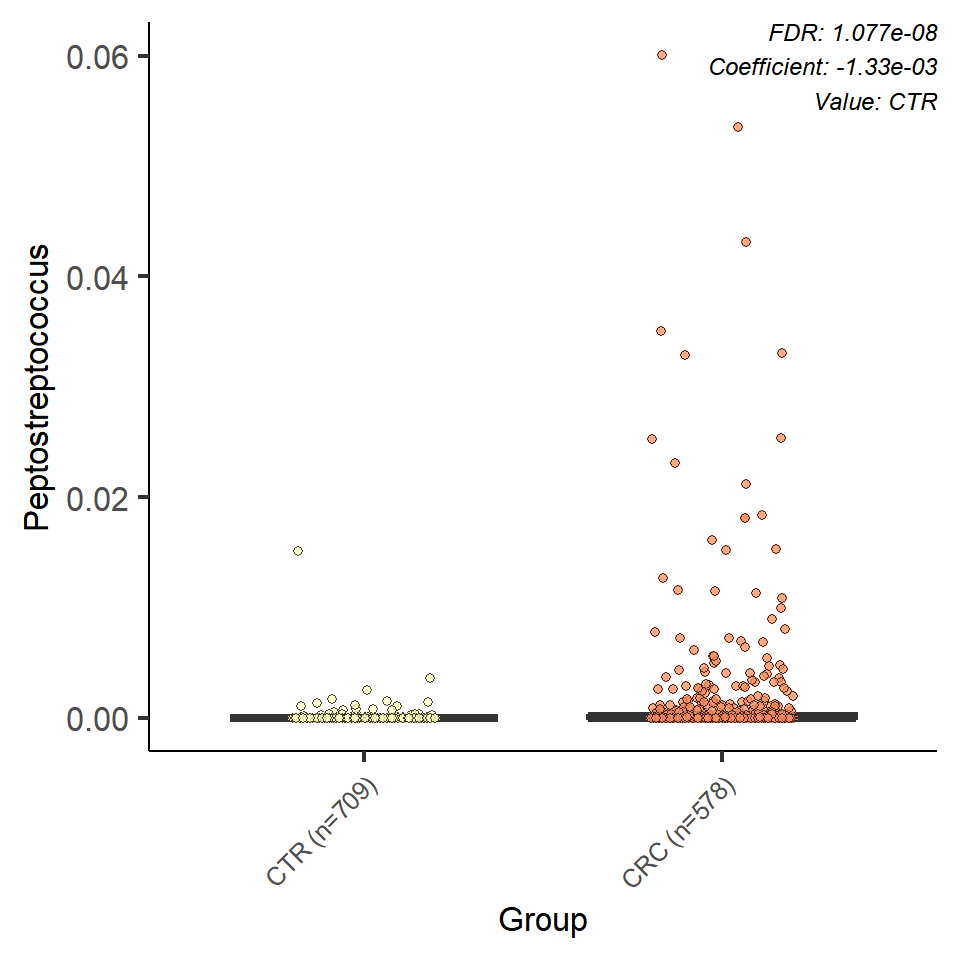 FDR: 1.077e-08
Coefficient: -1.33e-03
Value: CTR
0.06
0.04
0.02
0.00
Peptostreptococcus
CTR (n=709)
CRC (n=578)
Group